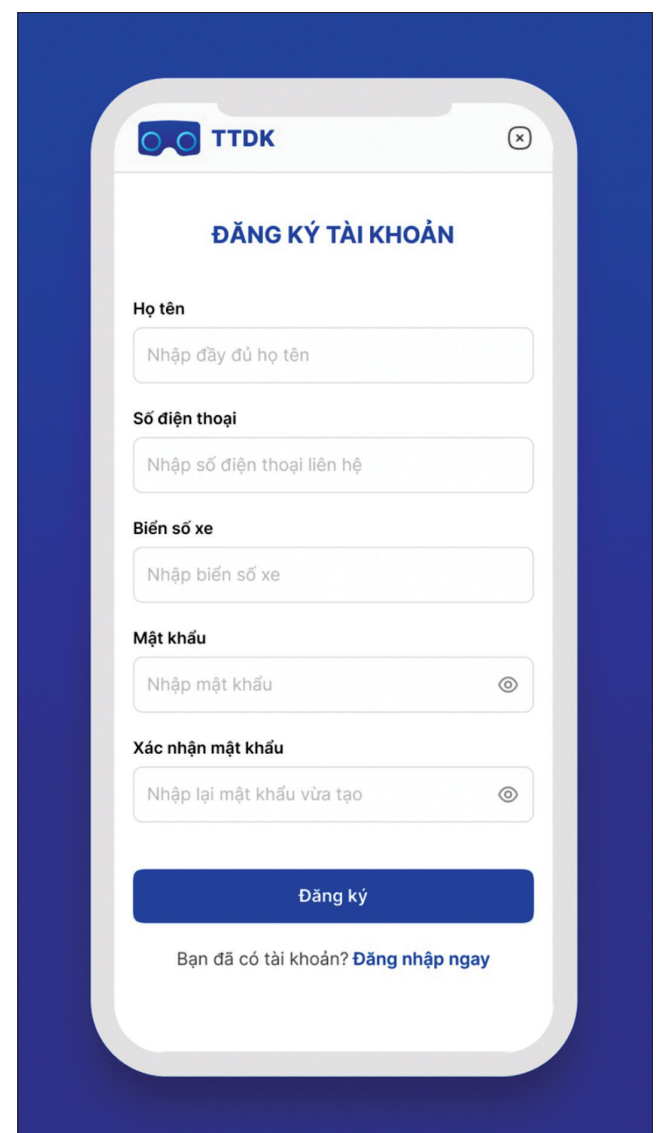 TTDK
ĐĂNG KÝ TÀI KHOẢN
Họ tên
Nhập đầy đủ họ tên
Số điện thoại
Nhập số điện thoại liên hệ
Biển số xe
Nhập biển số xe
Mật khẩu
Nhập mật khẩu
Xác nhận mật khẩu
Nhập lại mật khẩu vừa tạo
Đăng ký
Bạn đã có tài khoản? Đăng nhập ngay